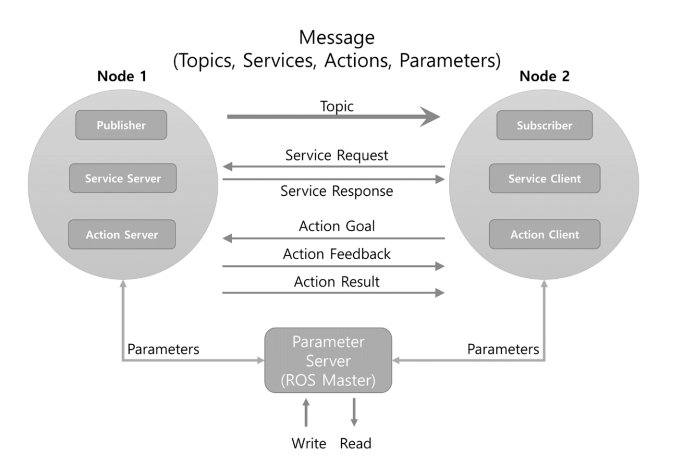 Message
(Topics, Services, Actions, Parameters)
Node 1
Node 2
Topic
Publisher
Subscriber
Service Request
Service Server
Service Client
Service Response
Action Goal
Action Server
Action Client
Action Feedback
Action Result
Parameters
Parameter
Server
(ROS Master)
Parameters
Write Read